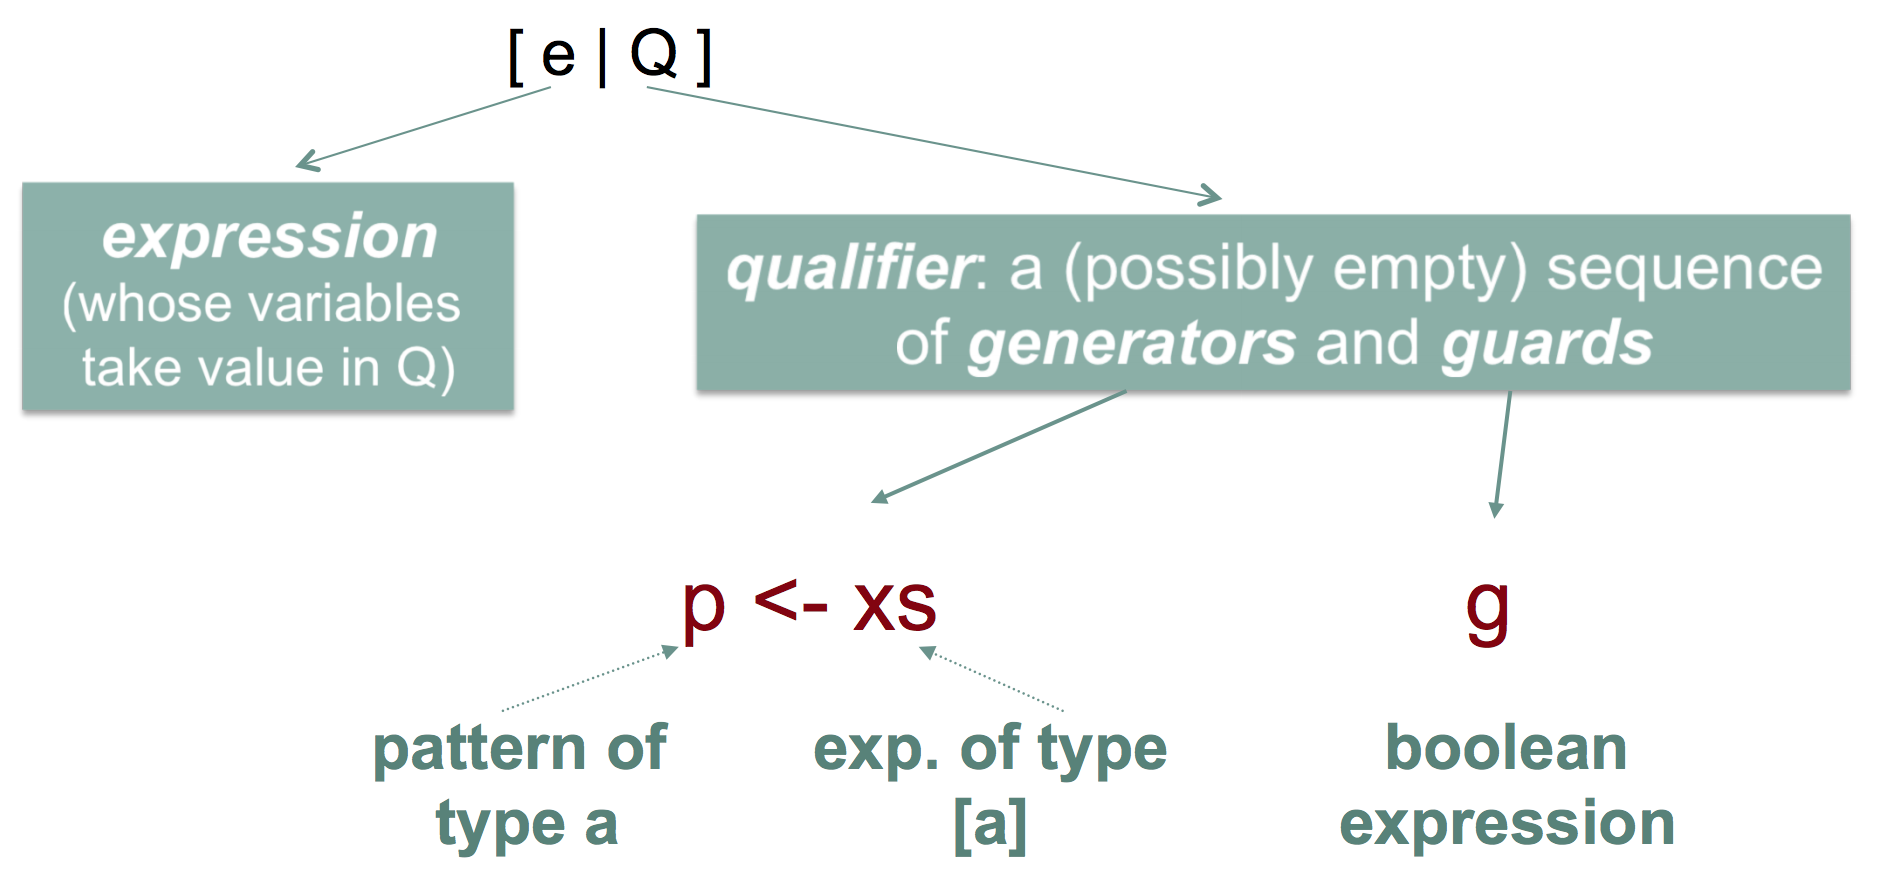 [ e | Q ]
expression
(whose variables
take value in Q)
qualifier: a (possibly empty) sequence
of generators and guards
p <- xs
g
pattern of
type a
exp. of type
[a]
boolean
expression